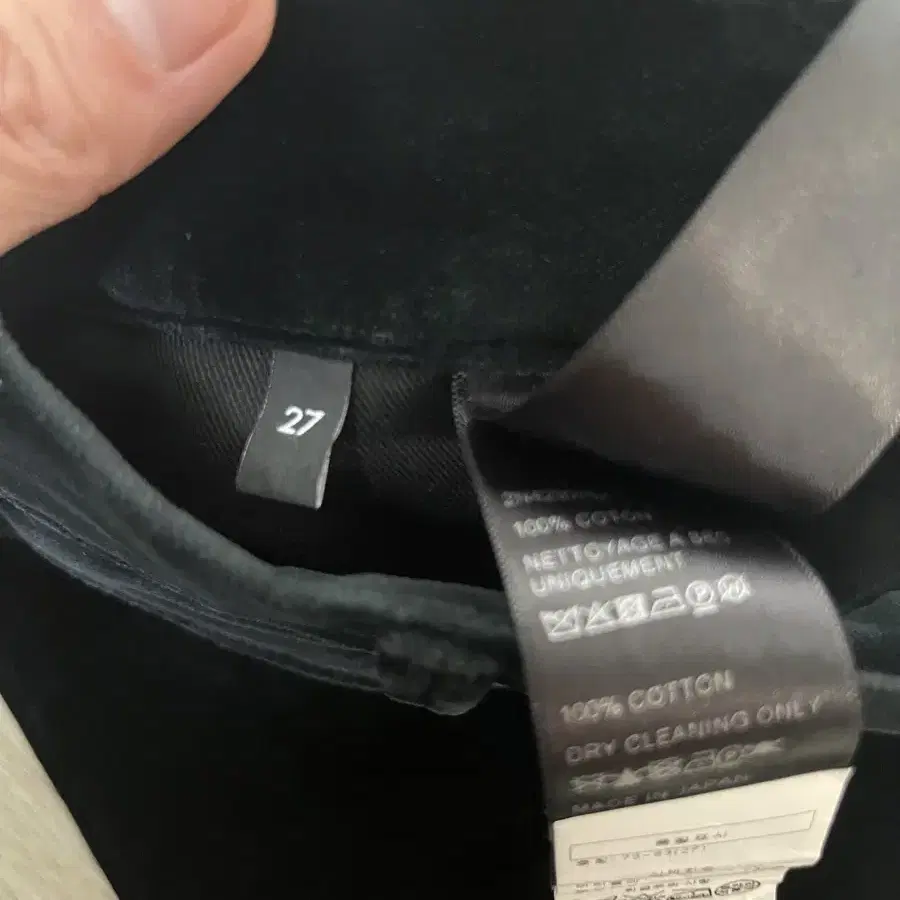 27
100% COTON
NETTOYAGE A SEC
UNIQUEMENT
100% COTTON
DRY CLEANING ONLY
MADE IN JAPAN